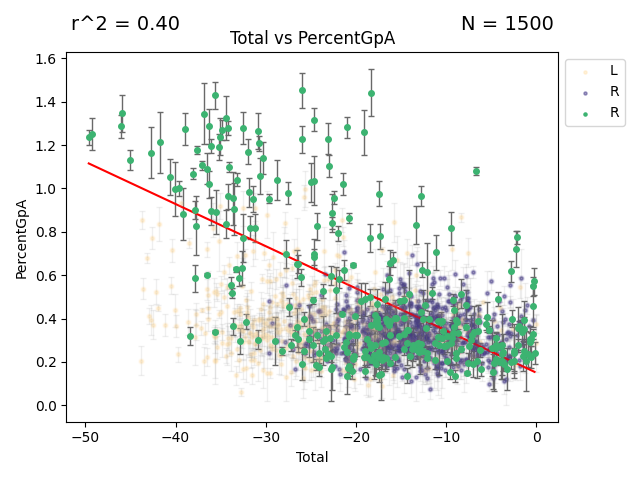 r^2 = 0.40 N = 1500
Total vs PercentGpA
L
R
R
1.6
1.4
1.2
1.0
0.8
0.6
0.4
0.2
0.0
PercentGpA
−50 −40 −30 −20 −10 0
Total